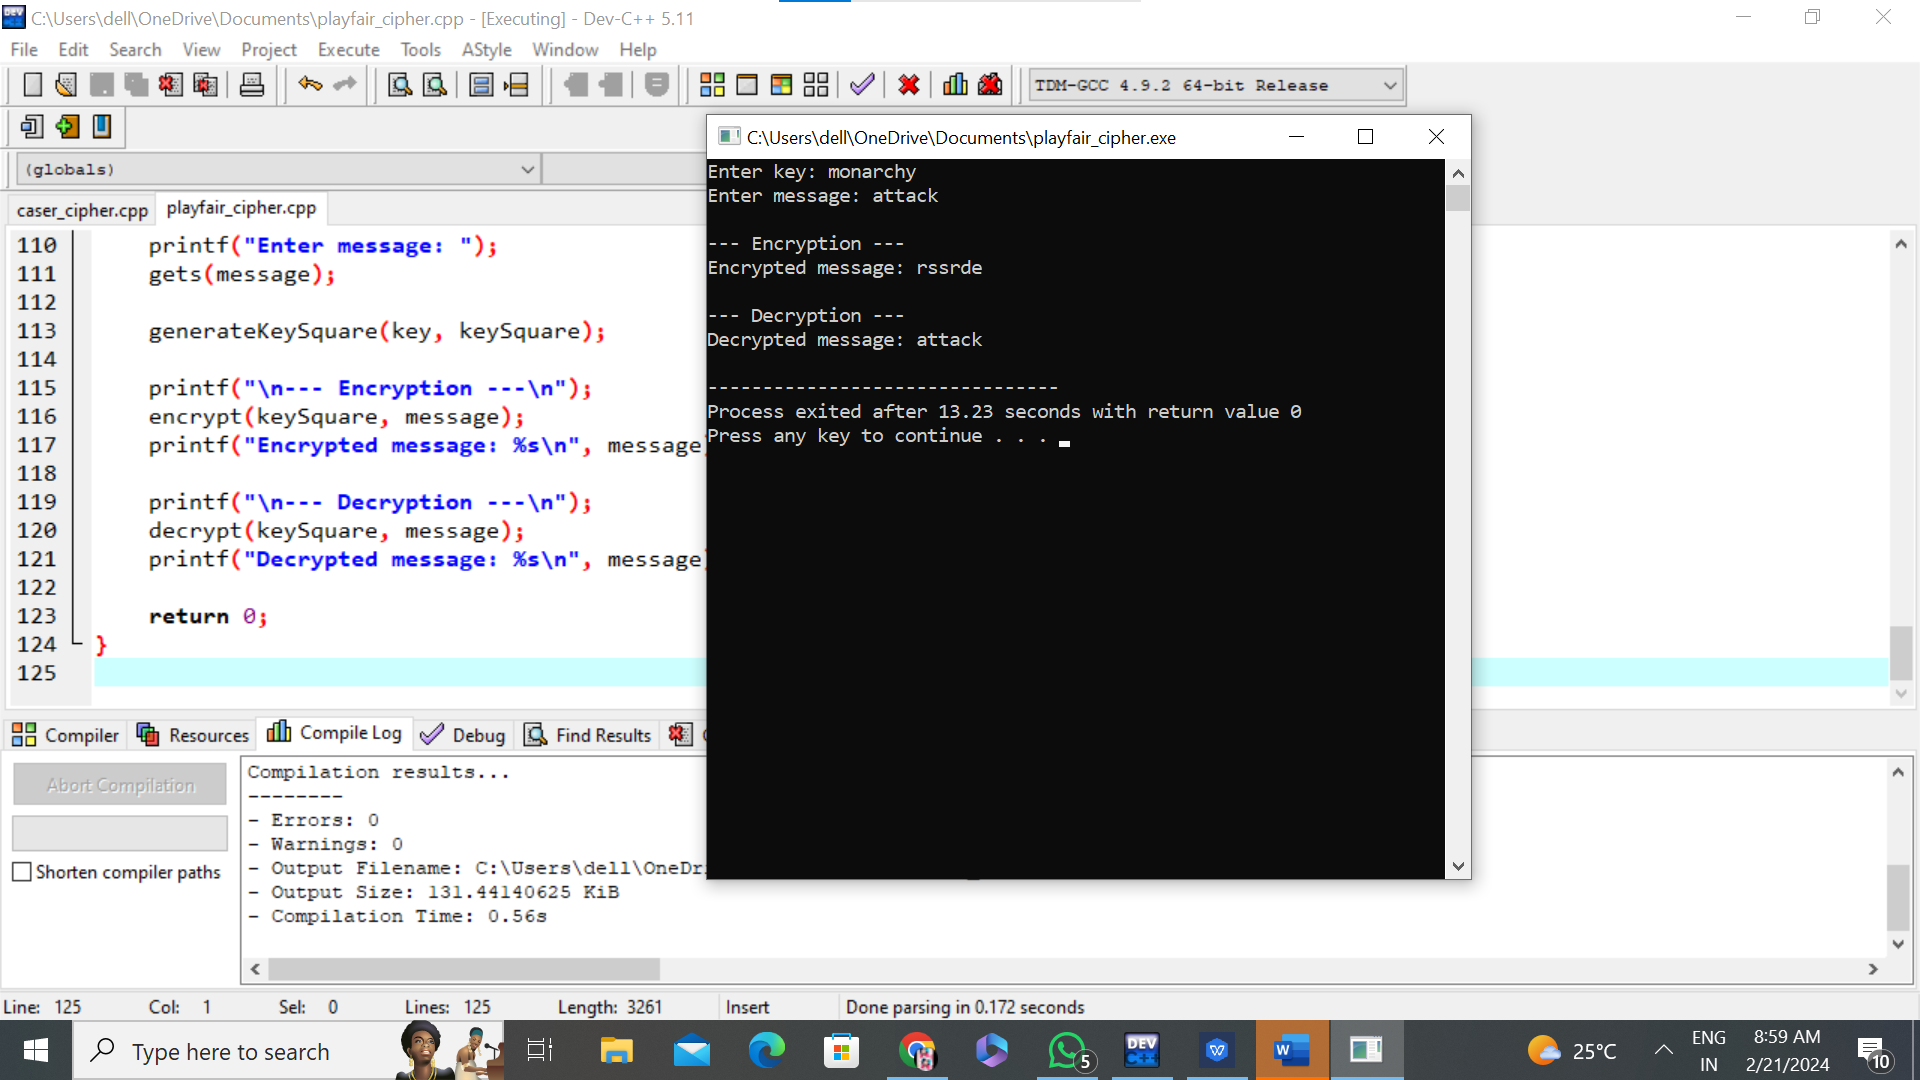 C:\Users\dell\OneDrive\Documents\playfair_cipher.cpp - [Executing] - Dev-C++ 5.11
File Edit Search View Project Execute Tools AStyle Window Help
TDM-GCC 4.9.2 64-bit Release
(globals)
caser_cipher.cpp playfair_cipher.cpp
110 printf("Enter message: ");
111 gets(message);
112
113 generateKeySquare(key, keySquare);
114
115 printf("\n--- Encryption ---\n");
116 encrypt(keySquare, message);
117 printf("Encrypted message: %s\n", message
118
119 printf("\n--- Decryption ---\n");
120 decrypt(keySquare, message);
121 printf("Decrypted message: %s\n", message
122
123 return 0;
124 }
125
C:\Users\dell\OneDrive\Documents\playfair_cipher.exe
Enter key: monarchy
Enter message: attack
--- Encryption ---
Encrypted message: rssrde
--- Decryption ---
Decrypted message: attack
--------------------------------
Process exited after 13.23 seconds with return value 0
Press any key to continue . . .
Compiler Resources Compile Log Debug Find Results
Abort Compilation
Shorten compiler paths
Compilation results...
--------
- Errors: 0
- Warnings: 0
- Output Filename: C:\Users\dell\OneDr
- Output Size: 131.44140625 KiB
- Compilation Time: 0.56s
Line: 125 Col: 1 Sel: 0 Lines: 125 Length: 3261 Insert Done parsing in 0.172 seconds
Type here to search
5
DEV
C++
W
25°C
ENG
IN
8:59 AM
2/21/2024
10